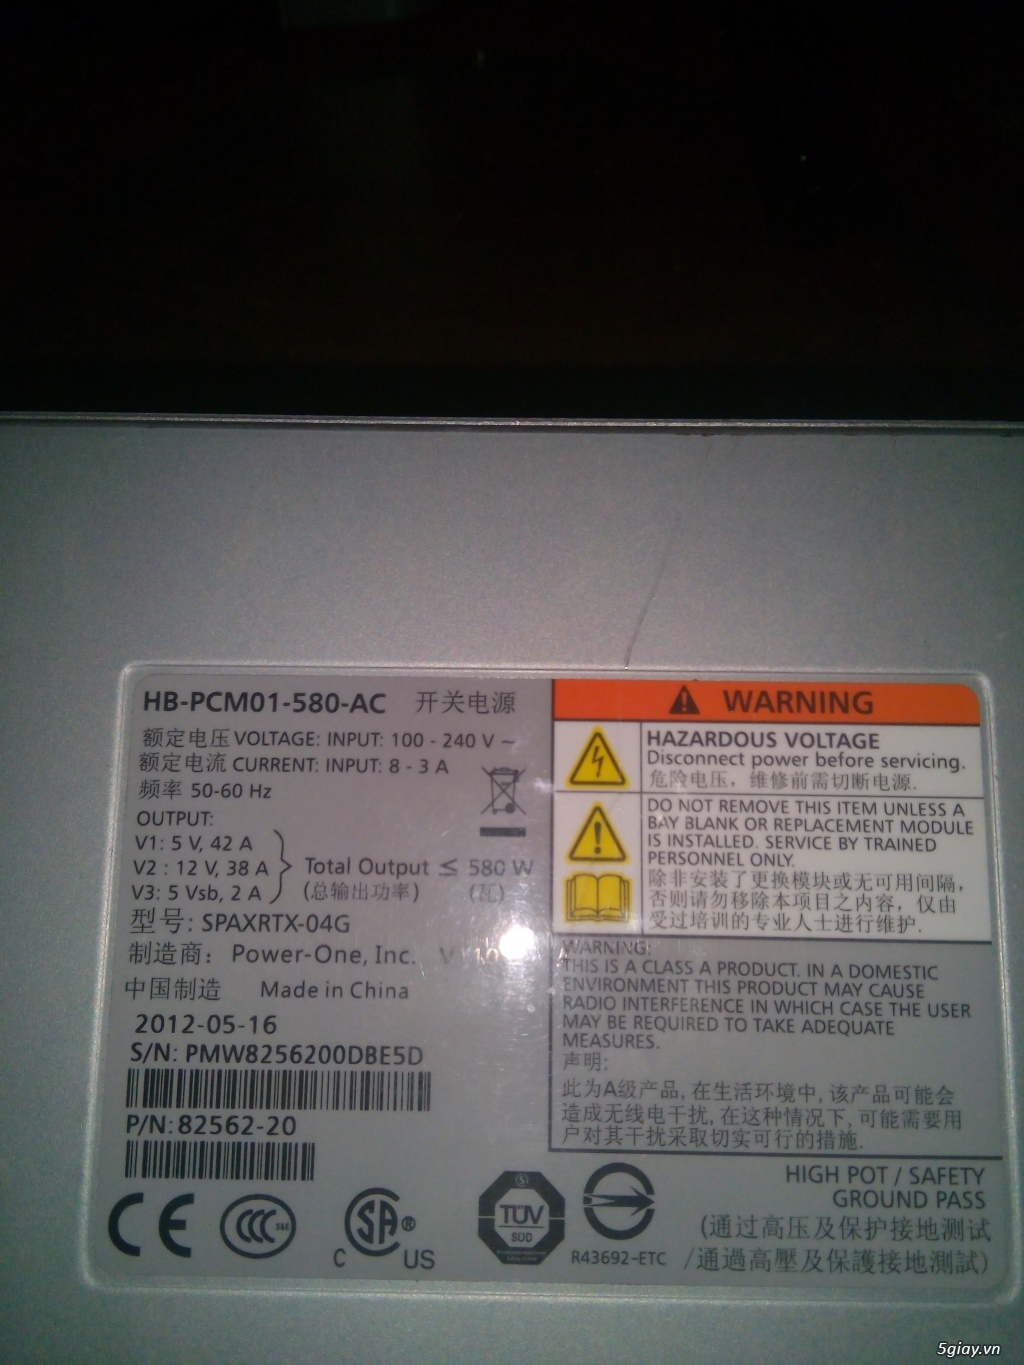 HB-PCM01-580-AC 开关电源
额定电压 VOLTAGE: INPUT: 100 - 240 V ~
额定电流 CURRENT: INPUT: 8 - 3 A
频率 50-60 Hz
OUTPUT:
V1: 5 V, 42 A
V2 : 12 V, 38 A
V3: 5 Vsb, 2 A
Total Output ≤ 580 W
(总输出功率) (瓦)
型号: SPAXRTX-04G
制造商: Power-One, Inc.
中国制造 Made in China
2012-05-16
S/N: PMW8256200DBE5D
P/N: 82562-20
CE
CCC S&E
SA ®
C US
TÜV
SÜD
R43692-ETC
WARNING
HAZARDOUS VOLTAGE
Disconnect power before servicing.
危险电压，维修前需切断电源.
DO NOT REMOVE THIS ITEM UNLESS A
BAY BLANK OR REPLACEMENT MODULE
IS INSTALLED. SERVICE BY TRAINED
PERSONNEL ONLY.
除非安装了更换模块或无可用间隔，
否则请勿移除本项目之内容，仅由
受过培训的专业人士进行维护.
WARNING:
THIS IS A CLASS A PRODUCT. IN A DOMESTIC
ENVIRONMENT THIS PRODUCT MAY CAUSE
RADIO INTERFERENCE IN WHICH CASE THE USER
MAY BE REQUIRED TO TAKE ADEQUATE
MEASURES.
声明:
此为A级产品, 在生活环境中, 该产品可能会
造成无线电干扰, 在这种情况下, 可能需要用
户对其干扰采取切实可行的措施.
HIGH POT / SAFETY
GROUND PASS
(通过高压及保护接地测试
/通過高壓及保護接地測試)
5giay.vn